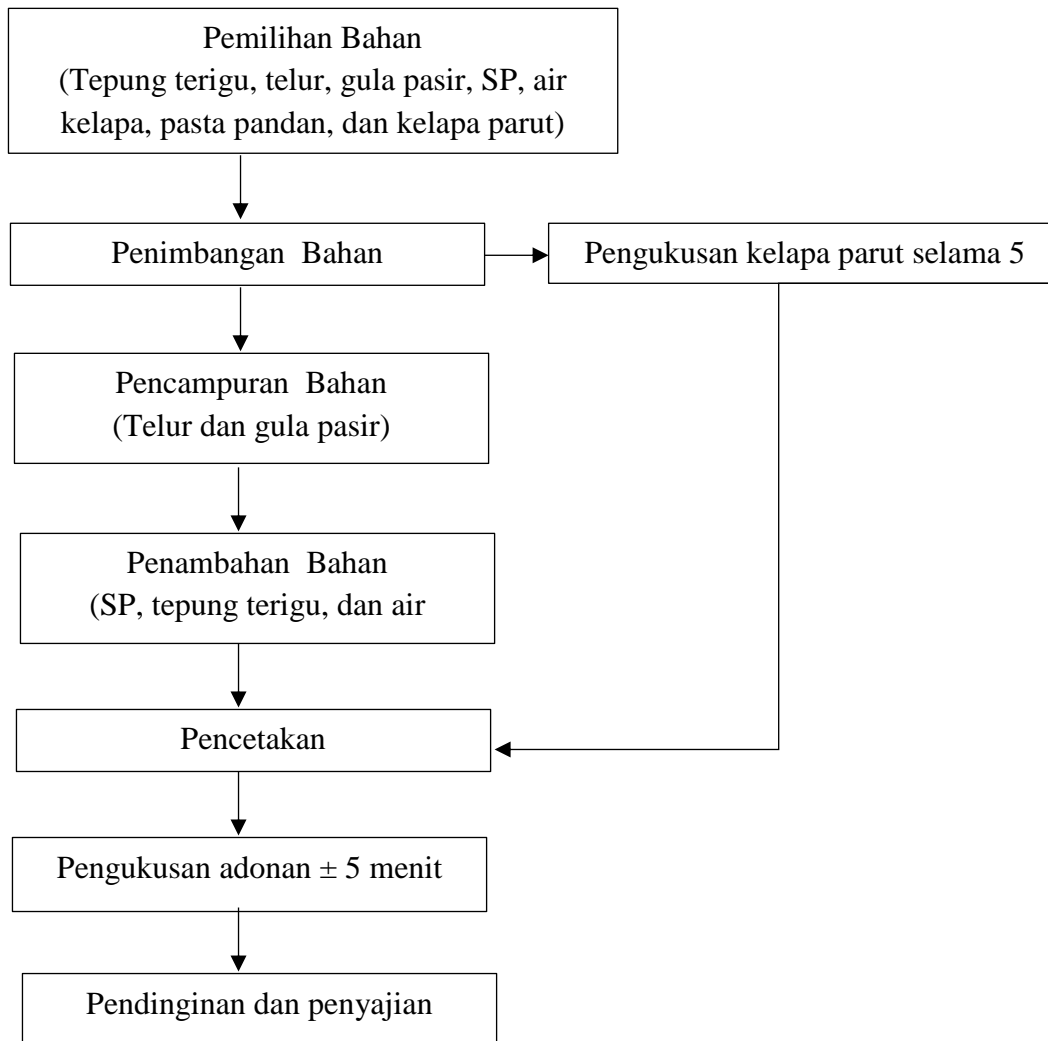 Pemilihan Bahan
(Tepung terigu, telur, gula pasir, SP, air
kelapa, pasta pandan, dan kelapa parut)
Penimbangan Bahan
Pengukusan kelapa parut selama 5
Pencampuran Bahan
(Telur dan gula pasir)
Penambahan Bahan
(SP, tepung terigu, dan air
Pencetakan
Pengukusan adonan ± 5 menit
Pendinginan dan penyajian